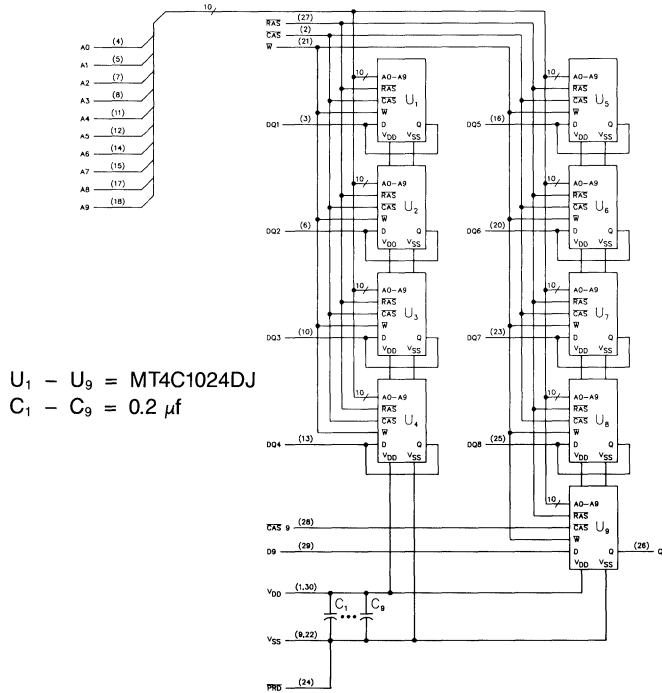 10
RAS (27)
CAS (2)
W (21)
A0 (4)
A1 (5)
A2 (7)
A3 (8)
A4 (11)
A5 (12)
A6 (14)
A7 (15)
A8 (17)
A9 (18)
10 A0-A9
RAS
CAS U1
W
DQ1 (3) D Q
VDD VSS
10 A0-A9
RAS
CAS U2
W
DQ2 (6) D Q
VDD VSS
10 A0-A9
RAS
CAS U3
W
DQ3 (10) D Q
VDD VSS
10 A0-A9
RAS
CAS U4
W
DQ4 (13) D Q
VDD VSS
10 A0-A9
RAS
CAS U5
W
DQ5 (16) D Q
VDD VSS
10 A0-A9
RAS
CAS U6
W
DQ6 (20) D Q
VDD VSS
10 A0-A9
RAS
CAS U7
W
DQ7 (23) D Q
VDD VSS
10 A0-A9
RAS
CAS U8
W
DQ8 (25) D Q
VDD VSS
10 A0-A9
RAS
CAS 9 (28) CAS U9
W
D9 (29) D Q (26) Q
VDD VSS
VDD (1,30)
C1 ••• C9
VSS (9,22)
PRD (24)
U1 – U9 = MT4C1024DJ
C1 – C9 = 0.2 µf